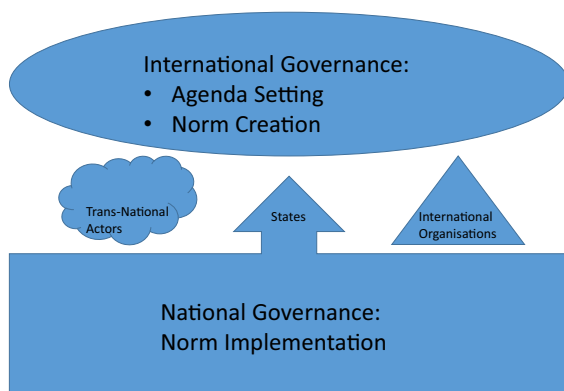 International Governance:
• Agenda Setting
• Norm Creation
Trans-National
Actors
States
International
Organisations
National Governance:
Norm Implementation